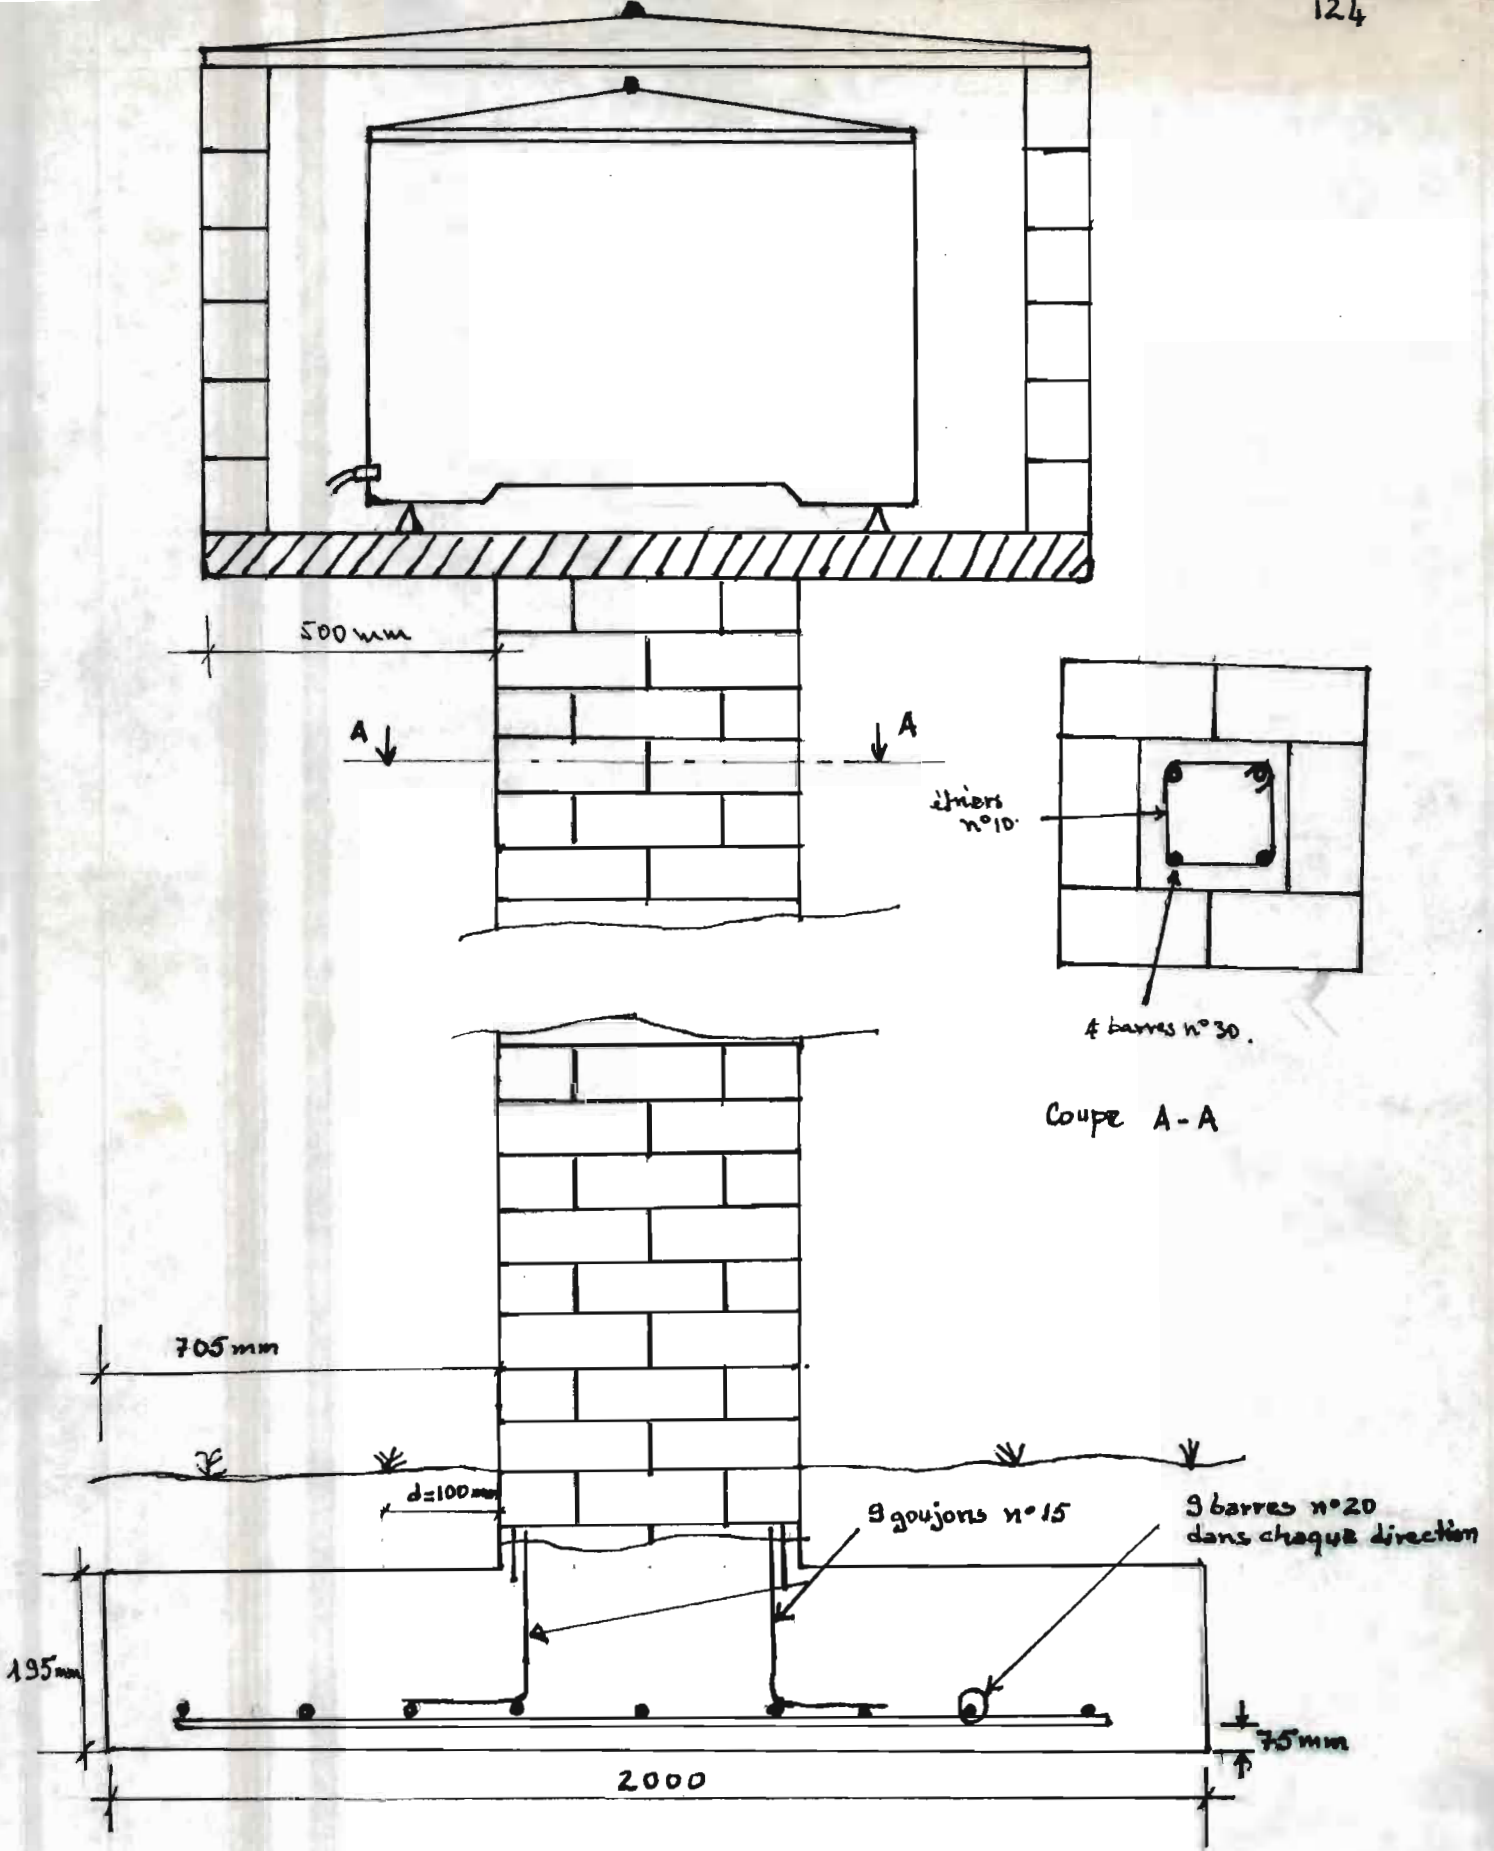 124
500 mm
A
A
étriers
n°10.
4 barres n°30.
Coupe A-A
705 mm
d=100 mm
9 goujons n°15
9 barres n°20
dans chaque direction
195 mm
75 mm
2000